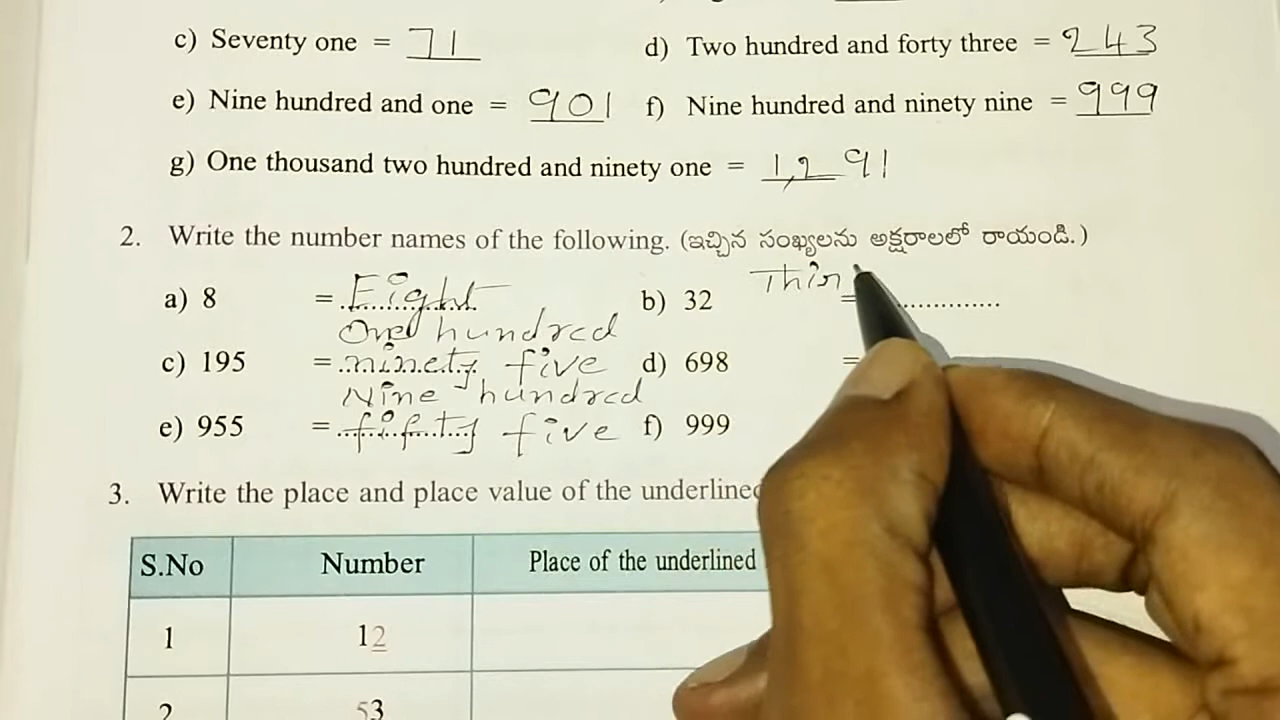 c) Seventy one = 71 d) Two hundred and forty three = 243
e) Nine hundred and one = 901 f) Nine hundred and ninety nine = 999
g) One thousand two hundred and ninety one = 1,291
2. Write the number names of the following. (ఇచ్చిన సంఖ్యలను అక్షరాలలో రాయండి.)
a) 8 = Eight b) 32 = Thir
One hundred
c) 195 = ninety five d) 698 =
Nine hundred
e) 955 = fifty five f) 999
3. Write the place and place value of the underlined
S.No Number Place of the underlined
1 12
2 53